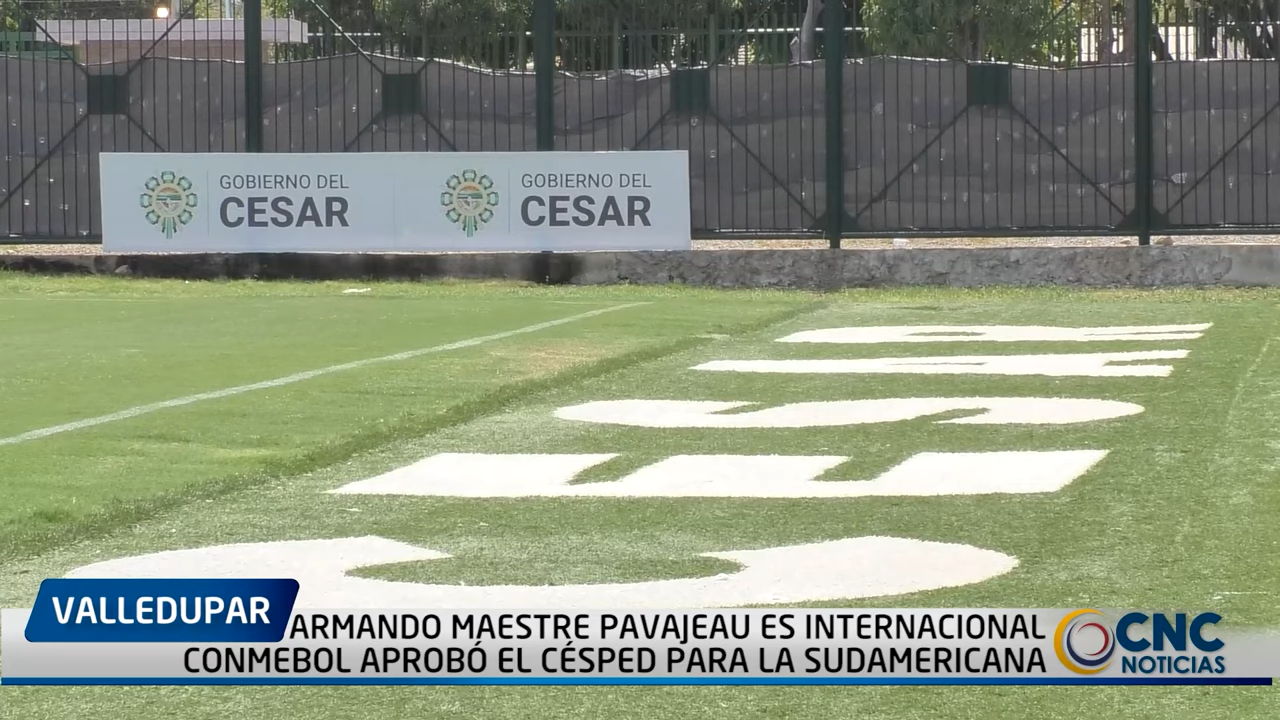 GOBIERNO DEL
CESAR
GOBIERNO DEL
CESAR
CESAR
VALLEDUPAR
ARMANDO MAESTRE PAVAJEAU ES INTERNACIONAL
CONMEBOL APROBÓ EL CÉSPED PARA LA SUDAMERICANA
CNC
NOTICIAS